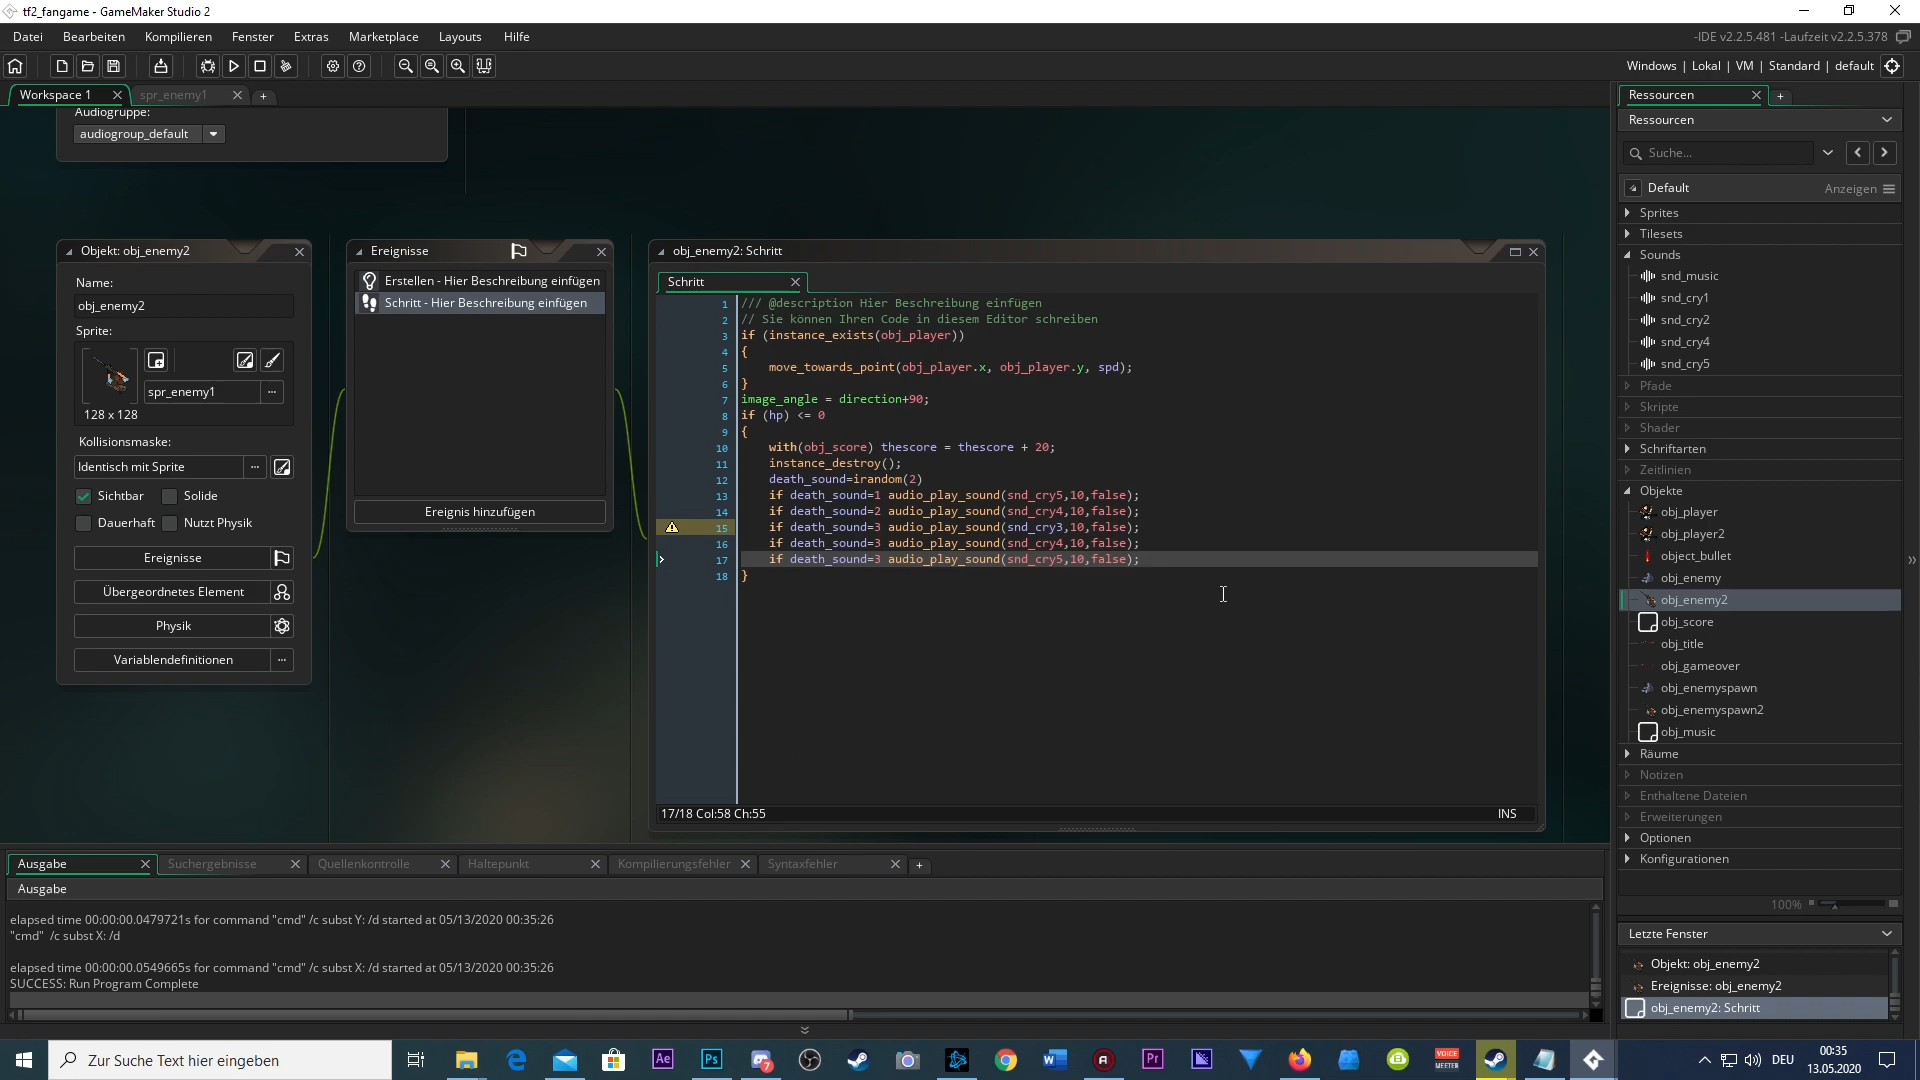 tf2_fangame - GameMaker Studio 2
Datei Bearbeiten Kompilieren Fenster Extras Marketplace Layouts Hilfe
-IDE v2.2.5.481 -Laufzeit v2.2.5.378
Windows | Lokal | VM | Standard | default
Workspace 1
spr_enemy1
Audiogruppe:
audiogroup_default
Objekt: obj_enemy2
Name:
obj_enemy2
Sprite:
spr_enemy1
128 x 128
Kollisionsmaske:
Identisch mit Sprite
Sichtbar Solide
Dauerhaft Nutzt Physik
Ereignisse
Übergeordnetes Element
Physik
Variablendefinitionen
Ereignisse
Erstellen - Hier Beschreibung einfügen
Schritt - Hier Beschreibung einfügen
Ereignis hinzufügen
obj_enemy2: Schritt
Schritt
1 /// @description Hier Beschreibung einfügen
2 // Sie können Ihren Code in diesem Editor schreiben
3 if (instance_exists(obj_player))
4 {
5 move_towards_point(obj_player.x, obj_player.y, spd);
6 }
7 image_angle = direction+90;
8 if (hp) <= 0
9 {
10 with(obj_score) thescore = thescore + 20;
11 instance_destroy();
12 death_sound=irandom(2)
13 if death_sound=1 audio_play_sound(snd_cry5,10,false);
14 if death_sound=2 audio_play_sound(snd_cry4,10,false);
15 if death_sound=3 audio_play_sound(snd_cry3,10,false);
16 if death_sound=3 audio_play_sound(snd_cry4,10,false);
17 if death_sound=3 audio_play_sound(snd_cry5,10,false);
18 }
17/18 Col:58 Ch:55
INS
Ressourcen
Ressourcen
Suche...
Default
Anzeigen
Sprites
Tilesets
Sounds
snd_music
snd_cry1
snd_cry2
snd_cry4
snd_cry5
Pfade
Skripte
Shader
Schriftarten
Zeitlinien
Objekte
obj_player
obj_player2
object_bullet
obj_enemy
obj_enemy2
obj_score
obj_title
obj_gameover
obj_enemyspawn
obj_enemyspawn2
obj_music
Räume
Notizen
Enthaltene Dateien
Erweiterungen
Optionen
Konfigurationen
100%
Letzte Fenster
Objekt: obj_enemy2
Ereignisse: obj_enemy2
obj_enemy2: Schritt
Ausgabe Suchergebnisse Quellenkontrolle Haltepunkt Kompilierungsfehler Syntaxfehler
Ausgabe
elapsed time 00:00:00.0479721s for command "cmd" /c subst Y: /d started at 05/13/2020 00:35:26
"cmd" /c subst X: /d
elapsed time 00:00:00.0549665s for command "cmd" /c subst X: /d started at 05/13/2020 00:35:26
SUCCESS: Run Program Complete
Zur Suche Text hier eingeben
Ae
Ps
7
Pr
VOICE
MEETER
DEU
00:35
13.05.2020